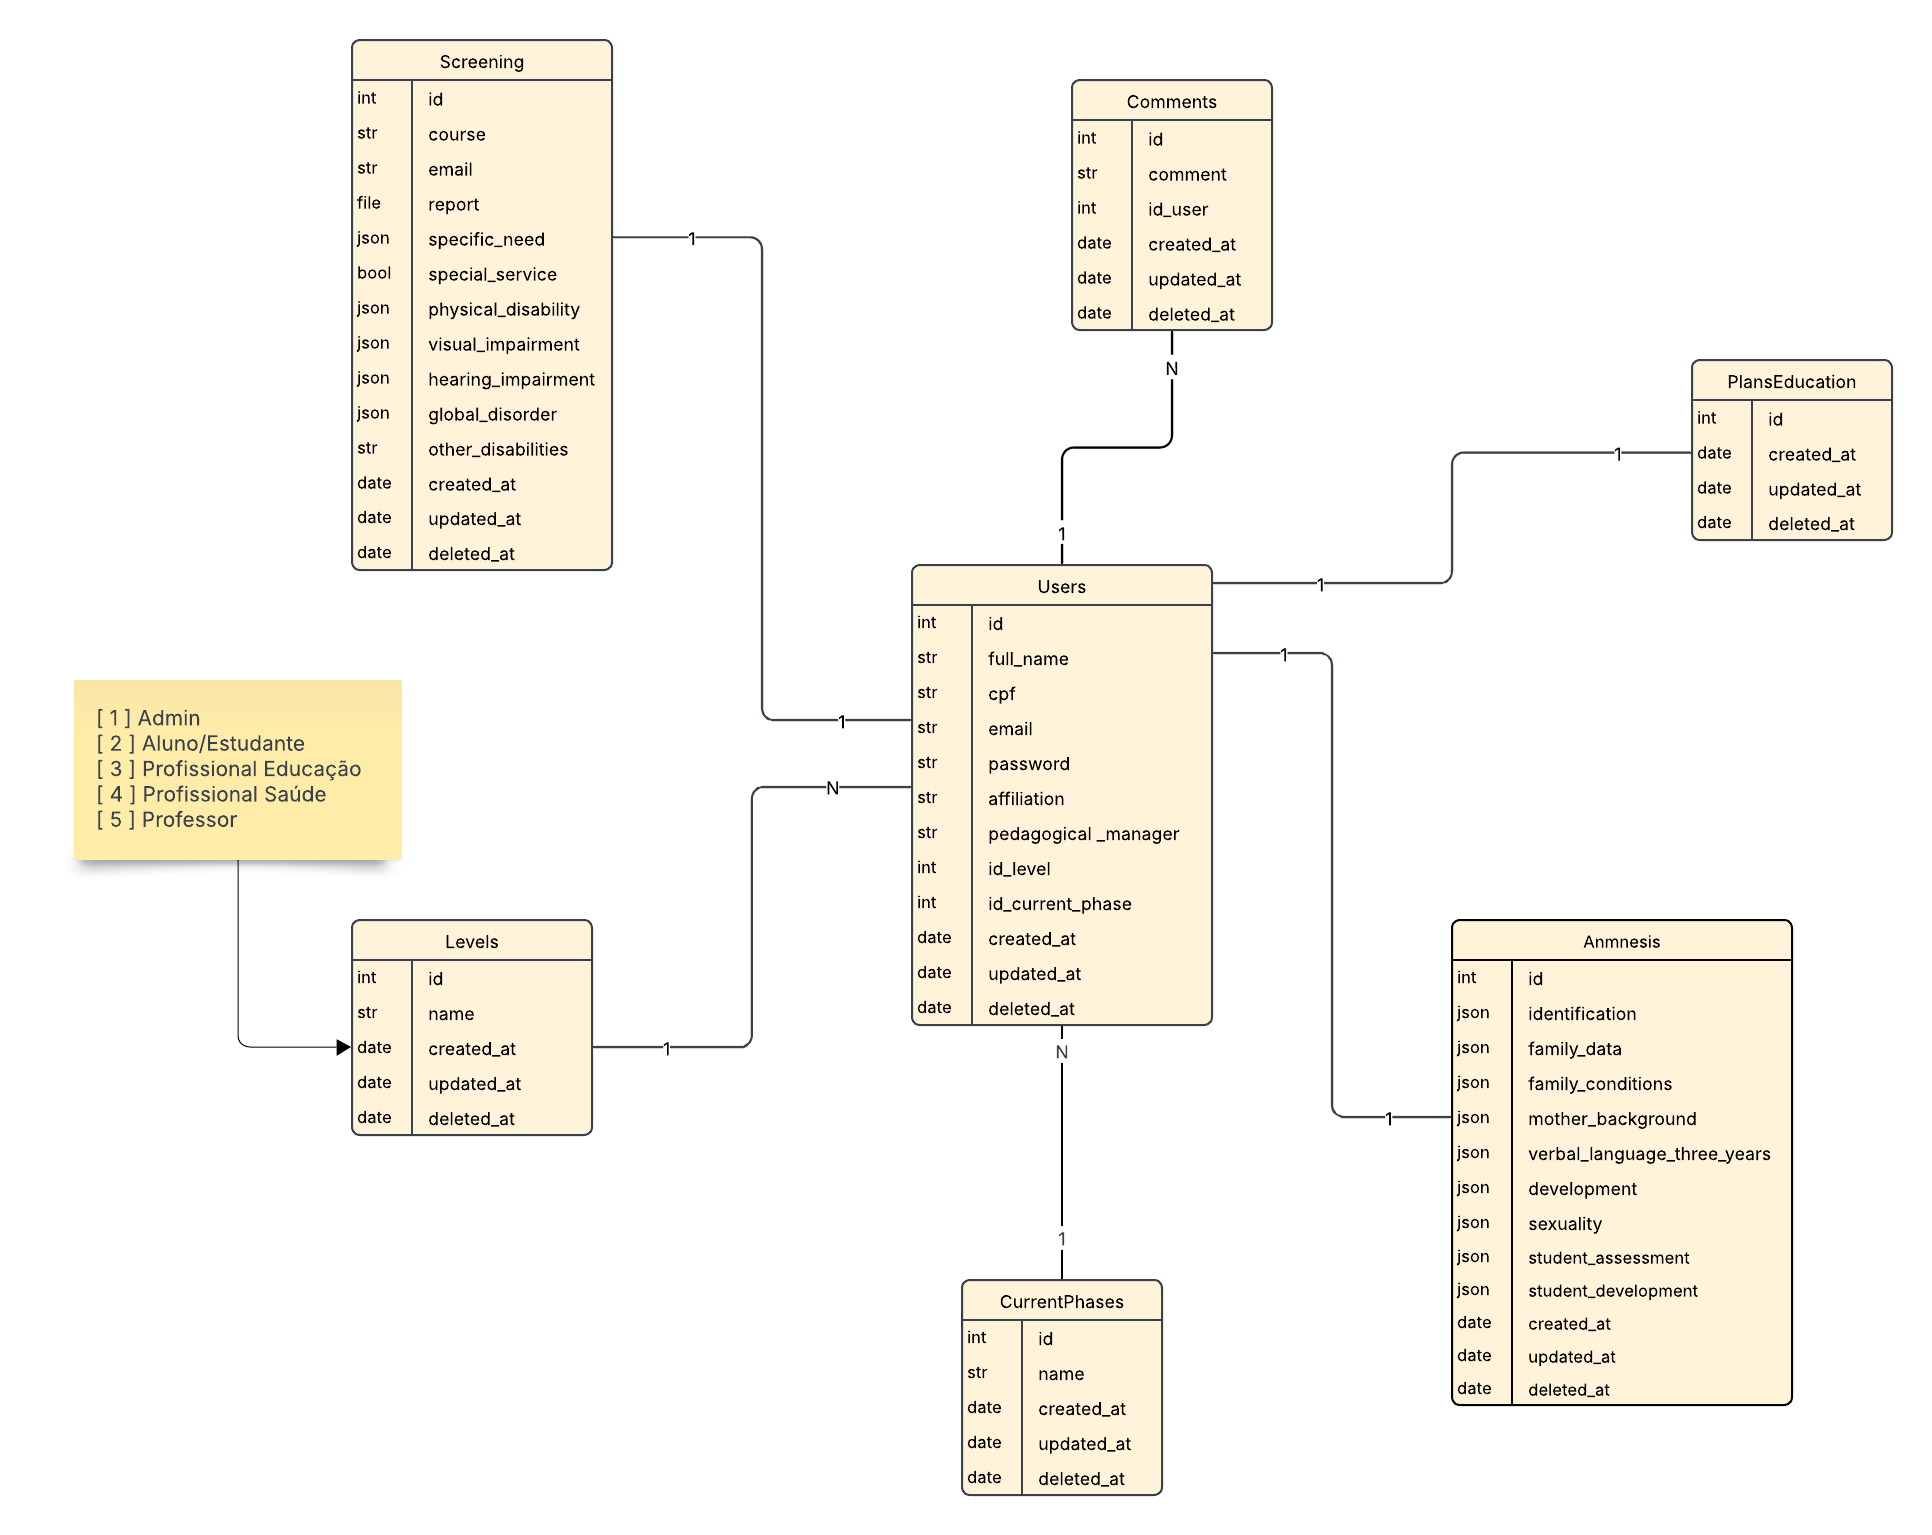 Screening
int id
str course
str email
file report
json specific_need
bool special_service
json physical_disability
json visual_impairment
json hearing_impairment
json global_disorder
str other_disabilities
date created_at
date updated_at
date deleted_at
1
1
Comments
int id
str comment
int id_user
date created_at
date updated_at
date deleted_at
N
1
PlansEducation
int id
date created_at
date updated_at
date deleted_at
1
1
Users
int id
str full_name
str cpf
str email
str password
str affiliation
str pedagogical _manager
int id_level
int id_current_phase
date created_at
date updated_at
date deleted_at
1
1
[ 1 ] Admin
[ 2 ] Aluno/Estudante
[ 3 ] Profissional Educação
[ 4 ] Profissional Saúde
[ 5 ] Professor
N
1
Levels
int id
str name
date created_at
date updated_at
date deleted_at
Anmnesis
int id
json identification
json family_data
json family_conditions
json mother_background
json verbal_language_three_years
json development
json sexuality
json student_assessment
json student_development
date created_at
date updated_at
date deleted_at
N
1
CurrentPhases
int id
str name
date created_at
date updated_at
date deleted_at